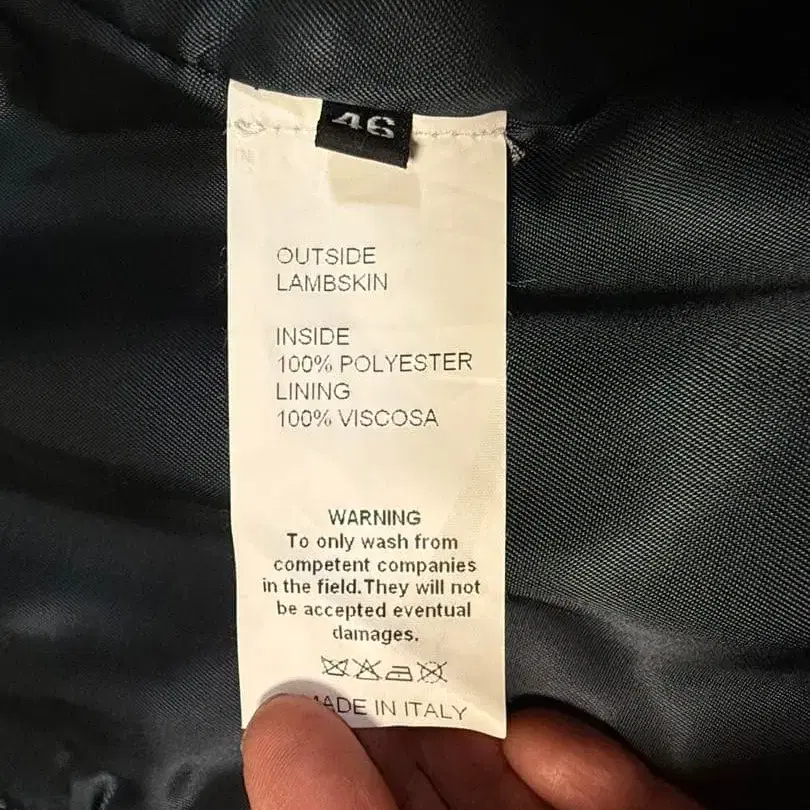 46
OUTSIDE
LAMBSKIN
INSIDE
100% POLYESTER
LINING
100% VISCOSA
WARNING
To only wash from
competent companies
in the field.They will not
be accepted eventual
damages.
MADE IN ITALY